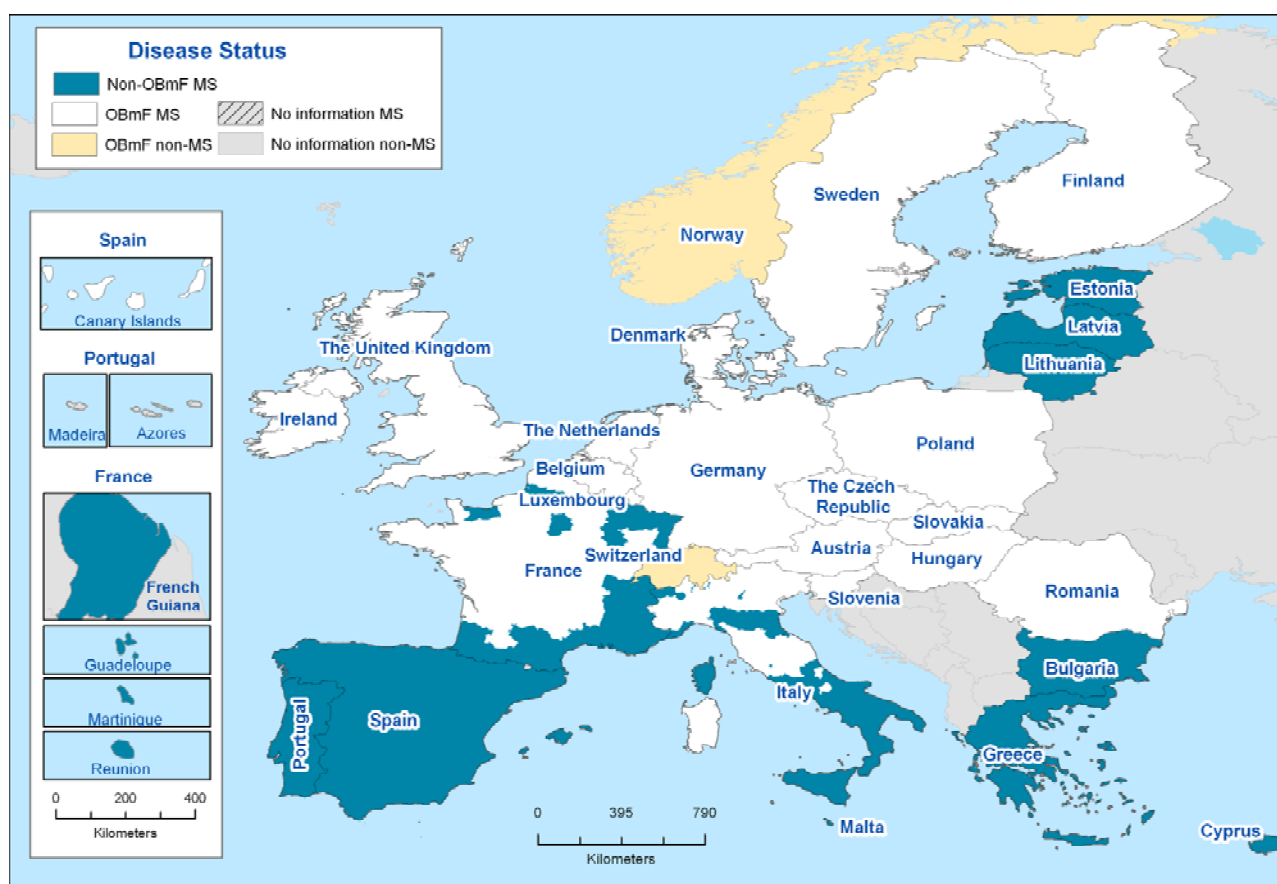 Disease Status
Non-OBmF MS
OBmF MS
No information MS
OBmF non-MS
No information non-MS
Spain
Canary Islands
Portugal
Madeira
Azores
France
French
Guiana
Guadeloupe
Martinique
Reunion
0 200 400
Kilometers
Finland
Sweden
Norway
Estonia
Latvia
Lithuania
Denmark
The United Kingdom
Ireland
The Netherlands
Belgium
Luxembourg
Germany
Poland
The Czech
Republic
Slovakia
Austria
Hungary
Switzerland
France
Slovenia
Romania
Bulgaria
Italy
Spain
Portugal
Greece
Malta
Cyprus
0 395 790
Kilometers